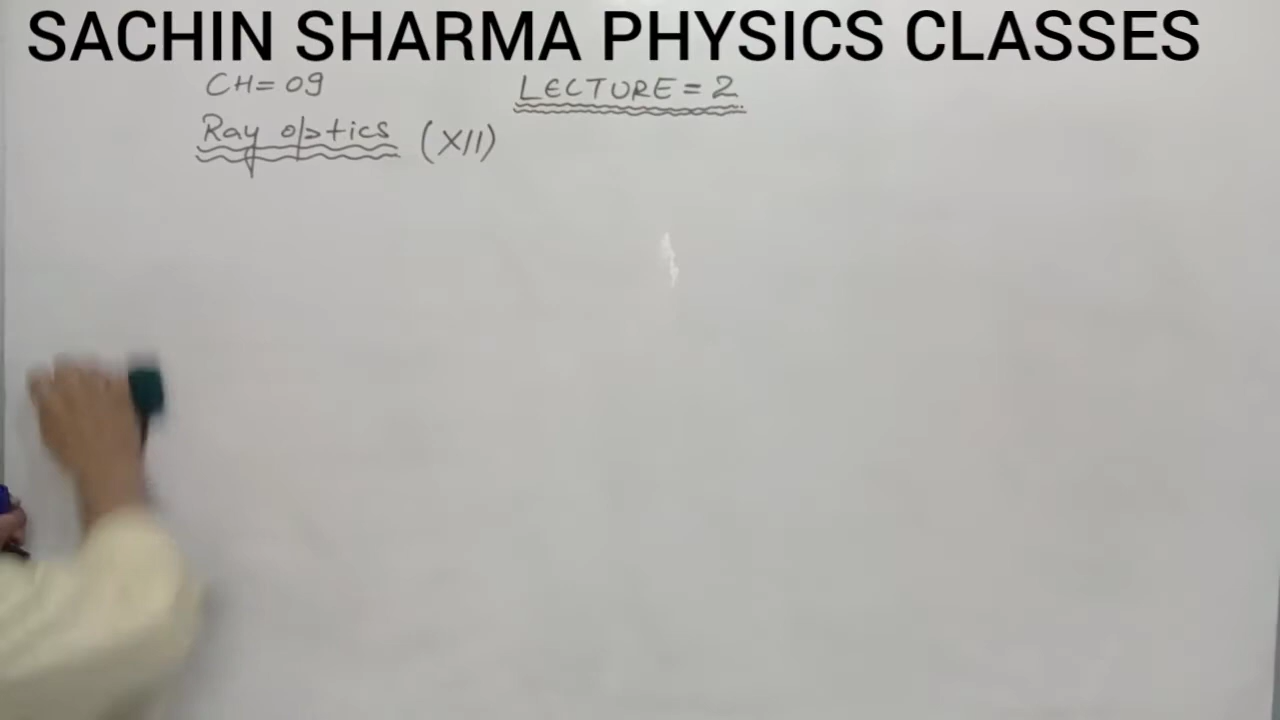 SACHIN SHARMA PHYSICS CLASSES
CH= 09
LECTURE = 2
Ray optics (XII)